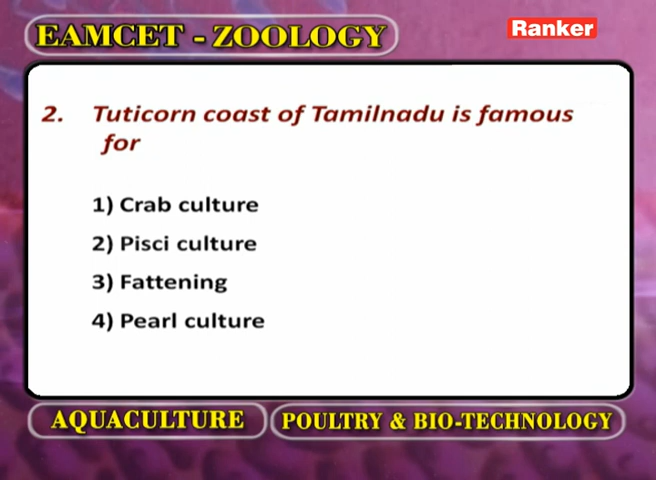 EAMCET - ZOOLOGY
Ranker
2. Tuticorn coast of Tamilnadu is famous
for
1) Crab culture
2) Pisci culture
3) Fattening
4) Pearl culture
AQUACULTURE
POULTRY & BIO-TECHNOLOGY